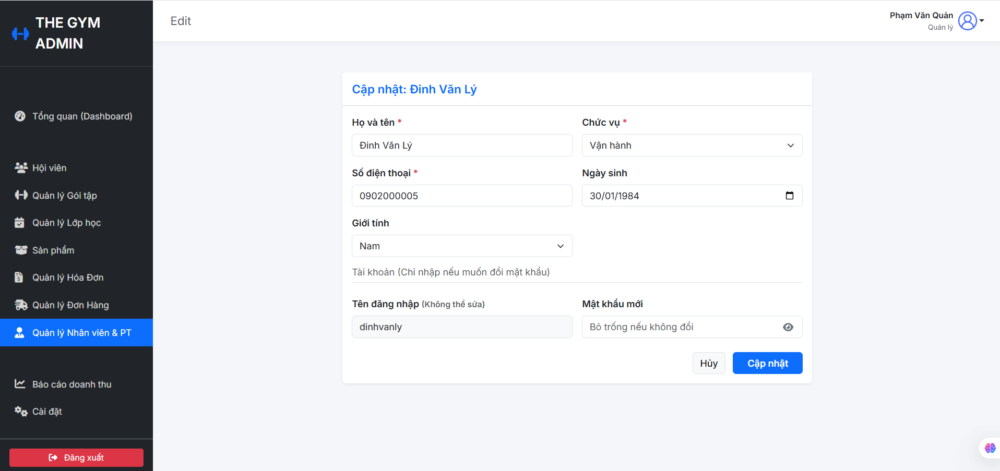 THE GYM
ADMIN
Edit
Phạm Văn Quản
Quản lý
Tổng quan (Dashboard)
Hội viên
Quản lý Gói tập
Quản lý Lớp học
Sản phẩm
Quản lý Hóa Đơn
Quản lý Đơn Hàng
Quản lý Nhân viên & PT
Báo cáo doanh thu
Cài đặt
Đăng xuất
Cập nhật: Đinh Văn Lý
Họ và tên *
Chức vụ *
Đinh Văn Lý
Vận hành
Số điện thoại *
Ngày sinh
0902000005
30/01/1984
Giới tính
Nam
Tài khoản (Chỉ nhập nếu muốn đổi mật khẩu)
Tên đăng nhập (Không thể sửa)
Mật khẩu mới
dinhvanly
Bỏ trống nếu không đổi
Hủy
Cập nhật